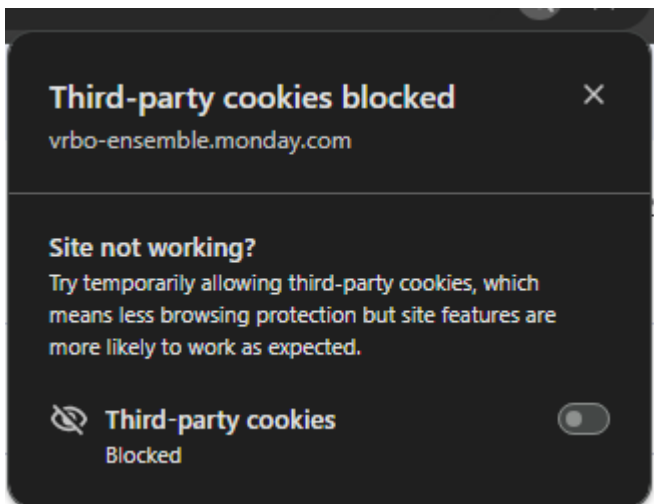 Third-party cookies blocked
vrbo-ensemble.monday.com
Site not working?
Try temporarily allowing third-party cookies, which
means less browsing protection but site features are
more likely to work as expected.
Third-party cookies
Blocked